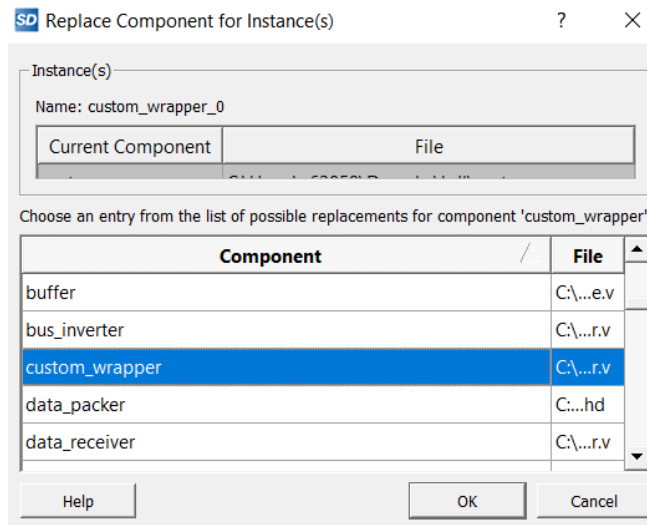 SD Replace Component for Instance(s) ? ×
Instance(s)
Name: custom_wrapper_0
Current Component File
Choose an entry from the list of possible replacements for component 'custom_wrapper'
Component File
buffer C:\...e.v
bus_inverter C:\...r.v
custom_wrapper C:\...r.v
data_packer C:...hd
data_receiver C:\...r.v
Help OK Cancel